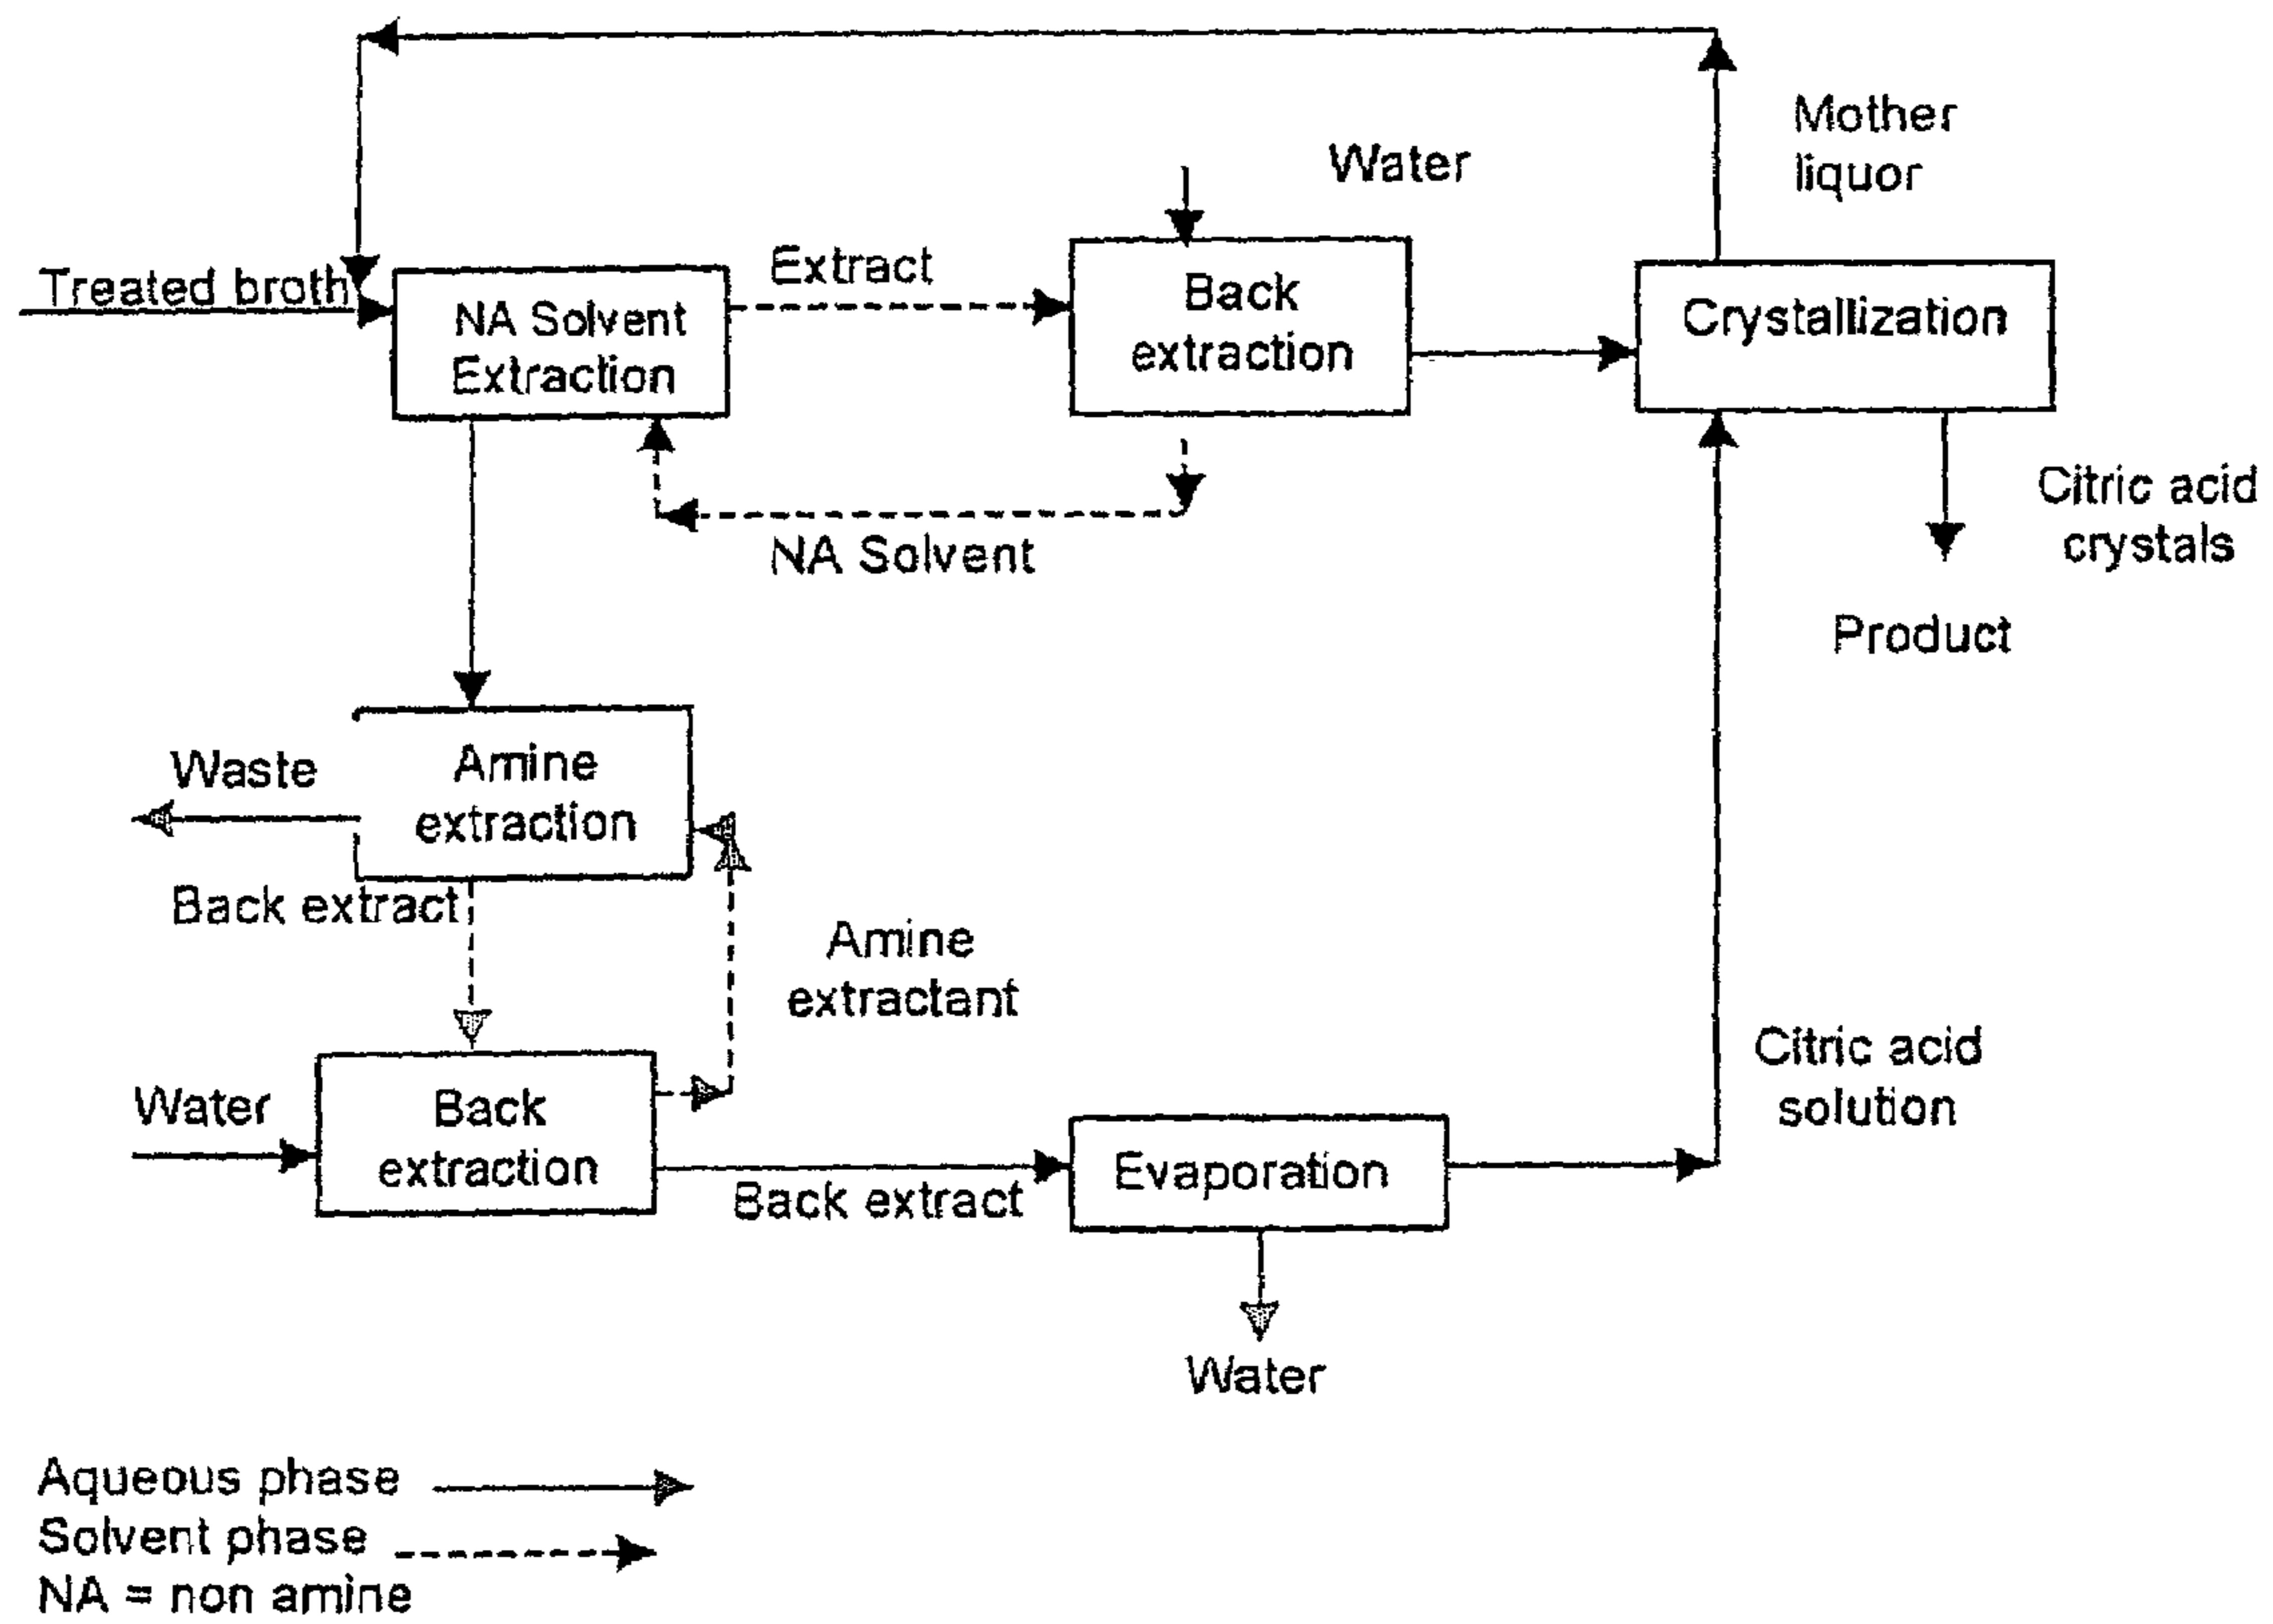 Mother
liquor
Water
Treated broth
NA Solvent
Extraction
Extract
Back
extraction
Crystallization
NA Solvent
Citric acid
crystals
Product
Waste
Amine
extraction
Back extract
Amine
extractant
Water
Back
extraction
Back extract
Evaporation
Citric acid
solution
Water
Aqueous phase
Solvent phase
NA = non amine